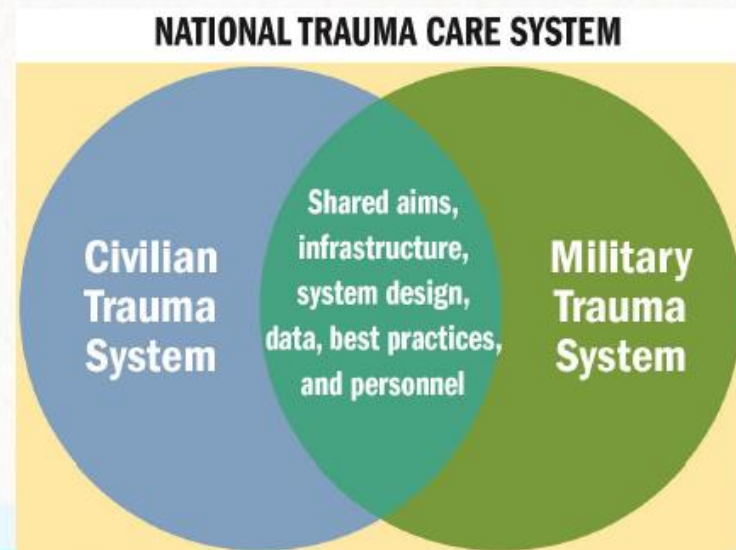 NATIONAL TRAUMA CARE SYSTEM
Civilian
Trauma
System
Shared aims,
infrastructure,
system design,
data, best practices,
and personnel
Military
Trauma
System